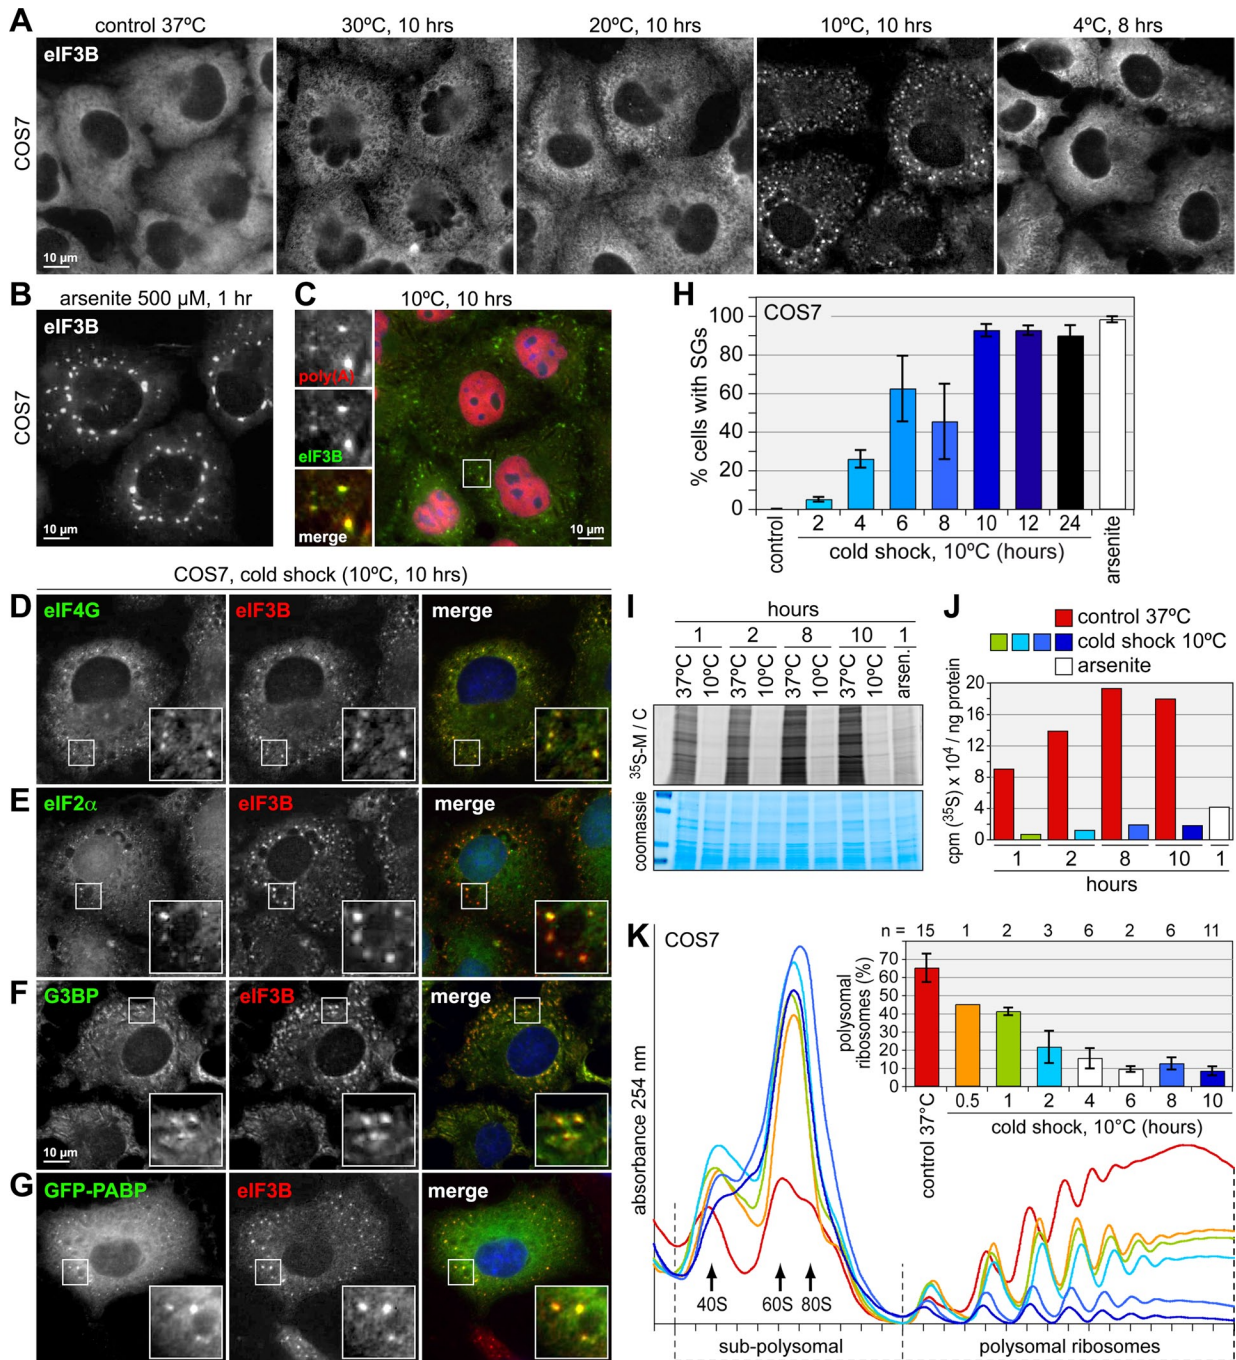 A
control 37ºC
30ºC, 10 hrs
20ºC, 10 hrs
10ºC, 10 hrs
4ºC, 8 hrs
eIF3B
COS7
10 µm
B
arsenite 500 µM, 1 hr
eIF3B
COS7
10 µm
C
10ºC, 10 hrs
poly(A)
eIF3B
merge
10 µm
H
COS7
% cells with SGs
100
80
60
40
20
0
control
2 4 6 8 10 12 24
arsenite
cold shock, 10ºC (hours)
COS7, cold shock (10ºC, 10 hrs)
D
eIF4G
eIF3B
merge
E
eIF2α
eIF3B
merge
F
G3BP
eIF3B
merge
10 µm
G
GFP-PABP
eIF3B
merge
I
hours
1 2 8 10 1
37ºC 10ºC 37ºC 10ºC 37ºC 10ºC 37ºC 10ºC arsen.
35S-M / C
coomassie
J
control 37ºC
cold shock 10ºC
arsenite
cpm (35S) x 10⁴ / ng protein
20
16
12
8
4
0
1 2 8 10 1
hours
K
COS7
absorbance 254 nm
40S
60S
80S
sub-polysomal
polysomal ribosomes
n = 15 1 2 3 6 2 6 11
polysomal
ribosomes (%)
70
60
50
40
30
20
10
0
control 37°C
0.5 1 2 4 6 8 10
cold shock, 10°C (hours)